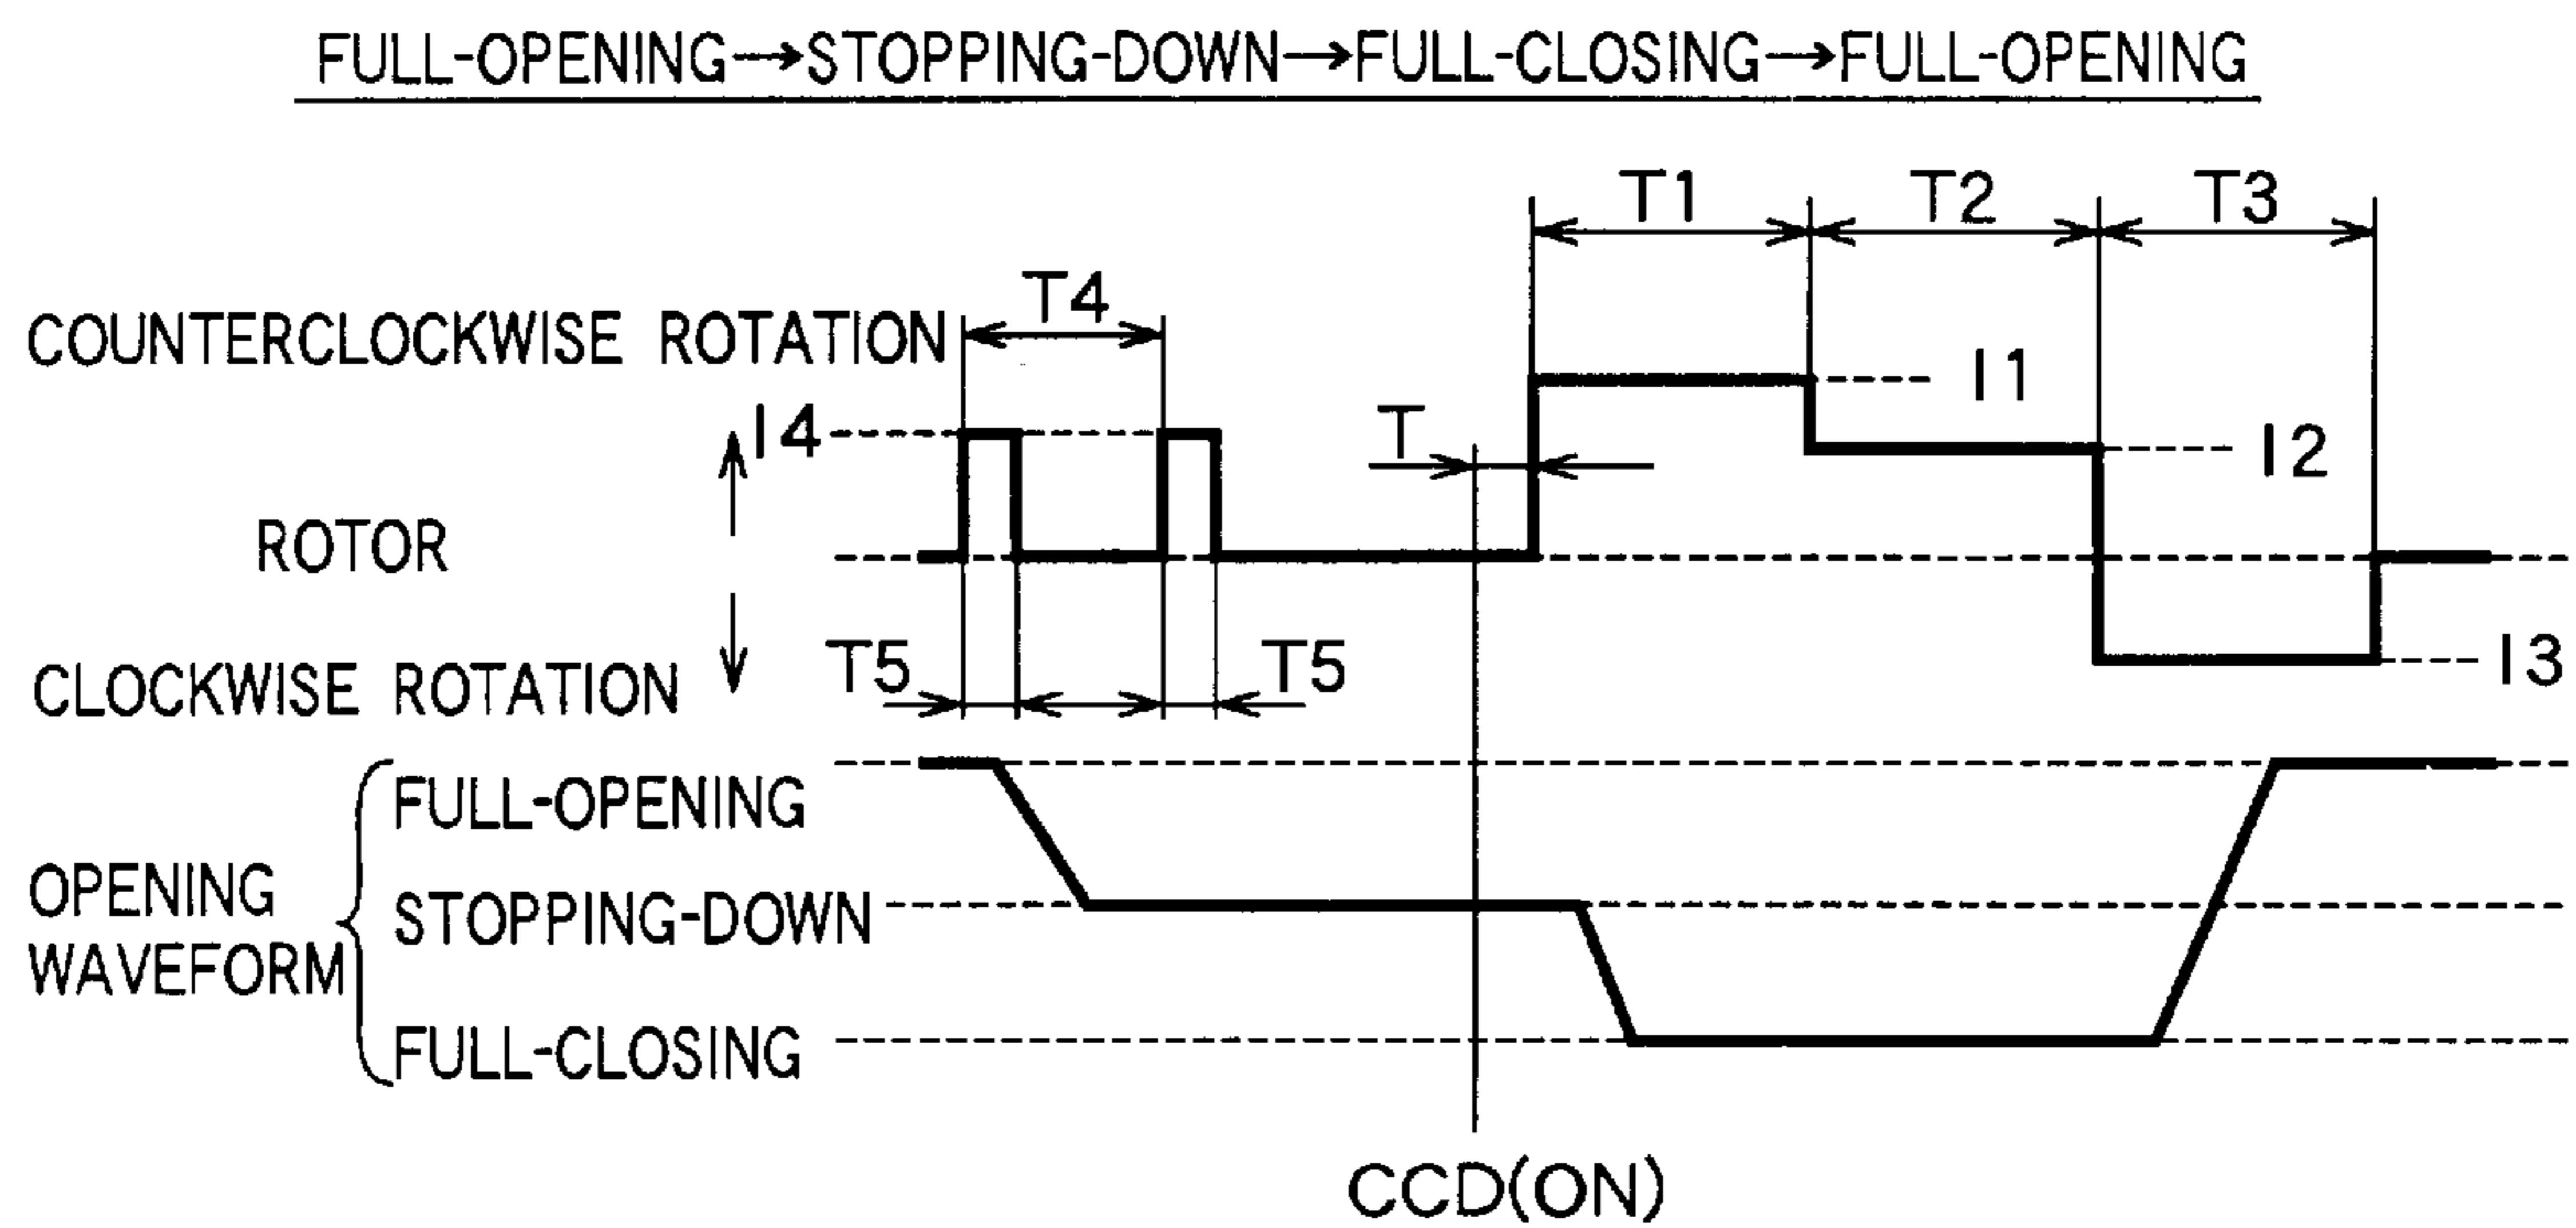 FULL-OPENING→STOPPING-DOWN→FULL-CLOSING→FULL-OPENING
T1 T2 T3
T4
COUNTERCLOCKWISE ROTATION
I1
I4
T
I2
ROTOR
T5 T5
I3
CLOCKWISE ROTATION
FULL-OPENING
OPENING
WAVEFORM
STOPPING-DOWN
FULL-CLOSING
CCD(ON)